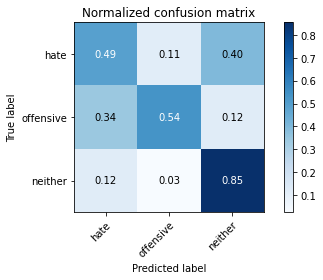 Normalized confusion matrix
True label
hate 0.49 0.11 0.40
offensive 0.34 0.54 0.12
neither 0.12 0.03 0.85
hate offensive neither
Predicted label
0.8
0.7
0.6
0.5
0.4
0.3
0.2
0.1